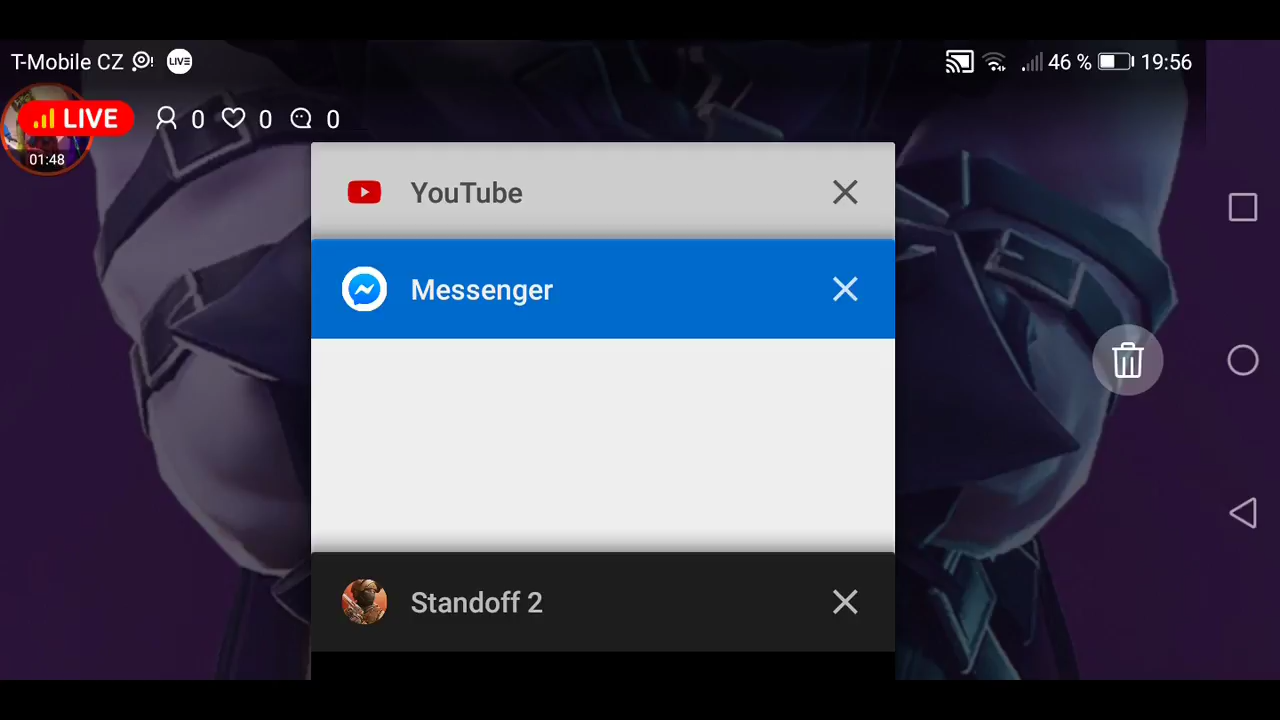 T-Mobile CZ LIVE 46 % 19:56
LIVE 0 0 0
01:48
YouTube
Messenger
Standoff 2